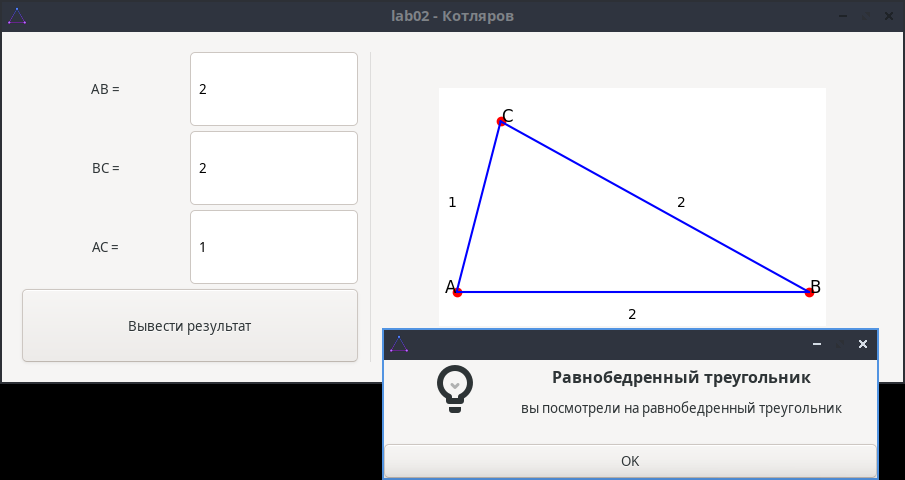 lab02 - Котляров
AB =
2
BC =
2
AC =
1
Вывести результат
C
1
2
A
B
2
Равнобедренный треугольник
вы посмотрели на равнобедренный треугольник
OK